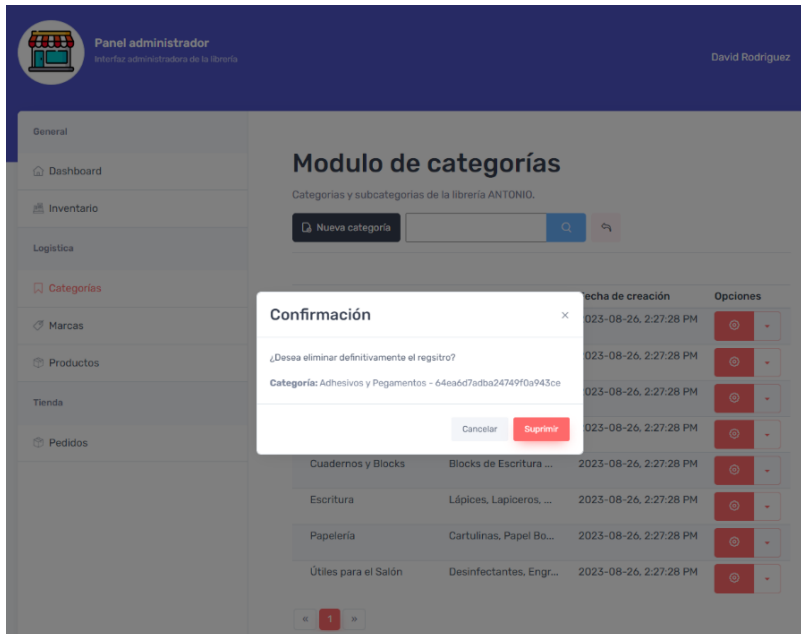 Panel administrador
Interfaz administradora de la librería
David Rodriguez
General
Dashboard
Inventario
Logistica
Categorías
Marcas
Productos
Tienda
Pedidos
Modulo de categorías
Categorias y subcategorias de la librería ANTONIO.
Nueva categoría
echa de creación Opciones
023-08-26, 2:27:28 PM
023-08-26, 2:27:28 PM
023-08-26, 2:27:28 PM
023-08-26, 2:27:28 PM
Confirmación ×
¿Desea eliminar definitivamente el regsitro?
Categoría: Adhesivos y Pegamentos - 64ea6d7adba24749f0a943ce
Cancelar Suprimir
Cuadernos y Blocks Blocks de Escritura ... 2023-08-26, 2:27:28 PM
Escritura Lápices, Lapiceros, ... 2023-08-26, 2:27:28 PM
Papelería Cartulinas, Papel Bo... 2023-08-26, 2:27:28 PM
Útiles para el Salón Desinfectantes, Engr... 2023-08-26, 2:27:28 PM
« 1 »